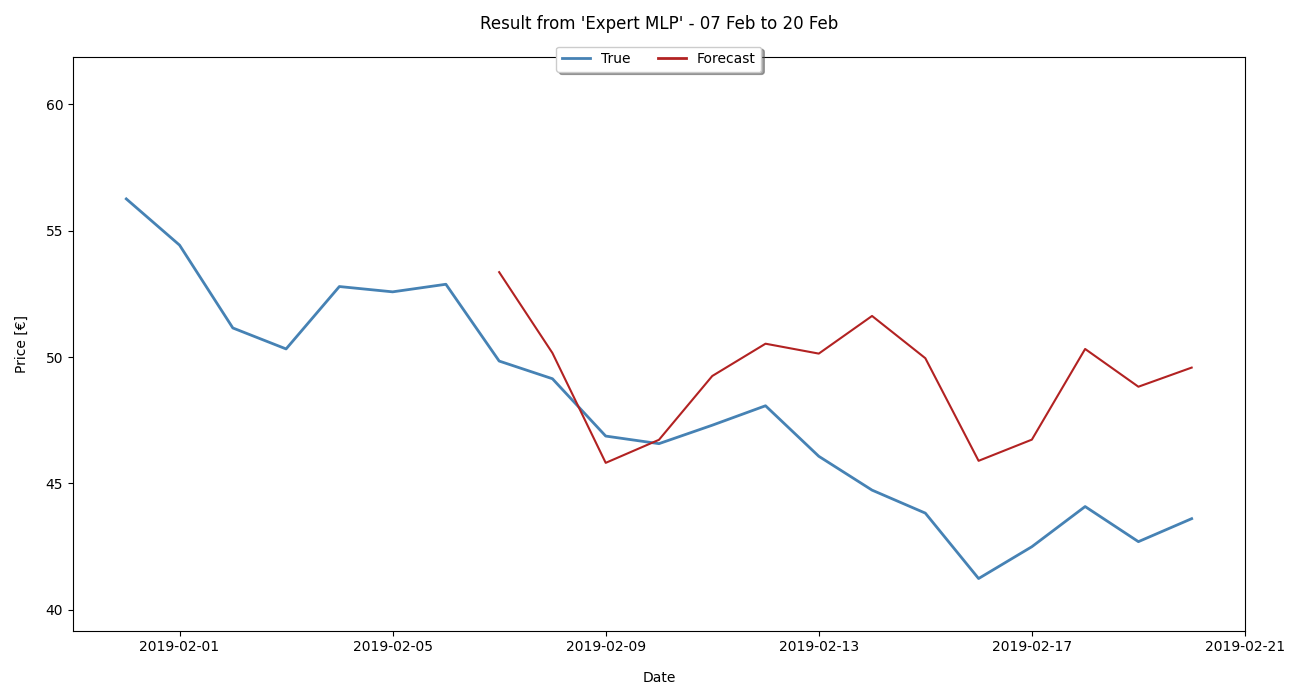 Result from 'Expert MLP' - 07 Feb to 20 Feb
True Forecast
60
55
50
45
40
Price [€]
2019-02-01 2019-02-05 2019-02-09 2019-02-13 2019-02-17 2019-02-21
Date